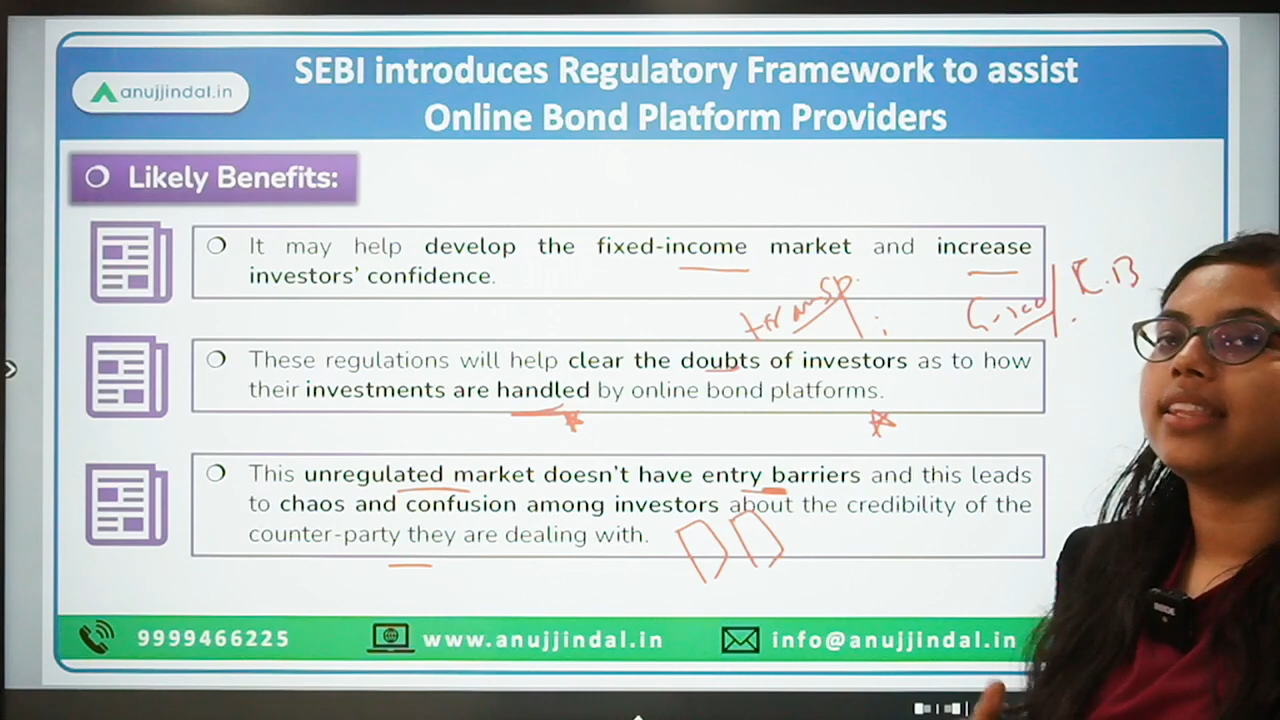 SEBI introduces Regulatory Framework to assist
anujjindal.in
Online Bond Platform Providers
Likely Benefits:
It may help develop the fixed-income market and increase
investors' confidence.
transp.
These regulations will help clear the doubts of investors as to how
their investments are handled by online bond platforms.
This unregulated market doesn't have entry barriers and this leads
to chaos and confusion among investors about the credibility of the
counter-party they are dealing with.
DD
9999466225
www.anujjindal.in
info@anujjindal.in